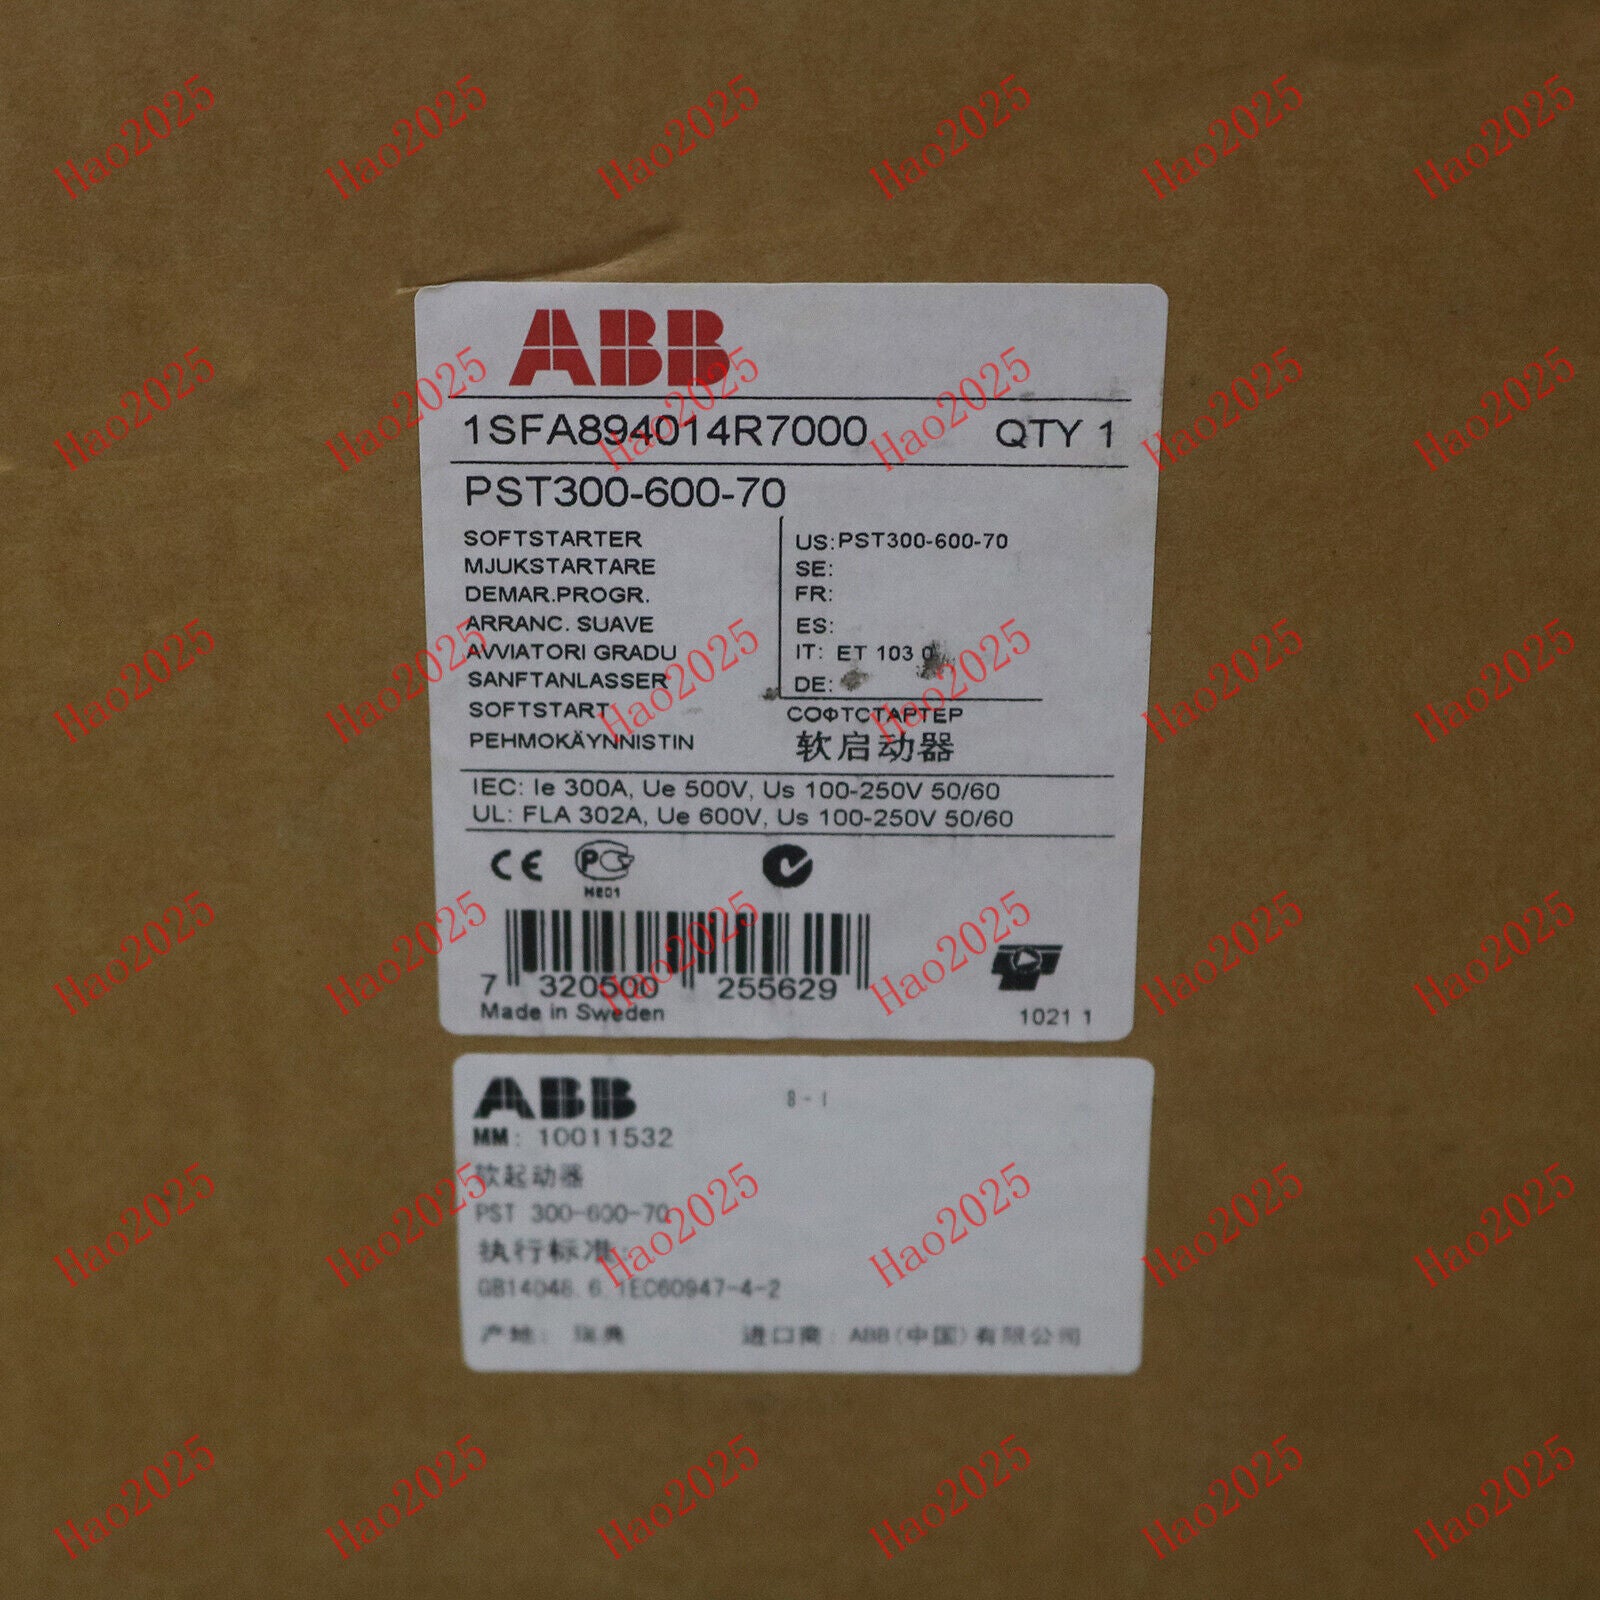 ABB
1SFA894014R7000 QTY 1
PST300-600-70
SOFTSTARTER
MJUKSTARTARE
DEMAR.PROGR.
ARRANC. SUAVE
AVVIATORI GRADU
SANFTANLASSER
SOFTSTART
PEHMOKÄYNNISTIN
US:PST300-600-70
SE:
FR:
ES:
IT: ET 103 0
DE:
СОФТСТАРТЕР
软启动器
IEC: Ie 300A, Ue 500V, Us 100-250V 50/60
UL: FLA 302A, Ue 600V, Us 100-250V 50/60
CE
7 320500 255629
Made in Sweden
1021 1
ABB 8-1
MM: 10011532
软起动器
PST 300-600-70
执行标准:
GB14048.6.IEC60947-4-2
产地: 瑞典 进口商: ABB(中国)有限公司
Hao2025